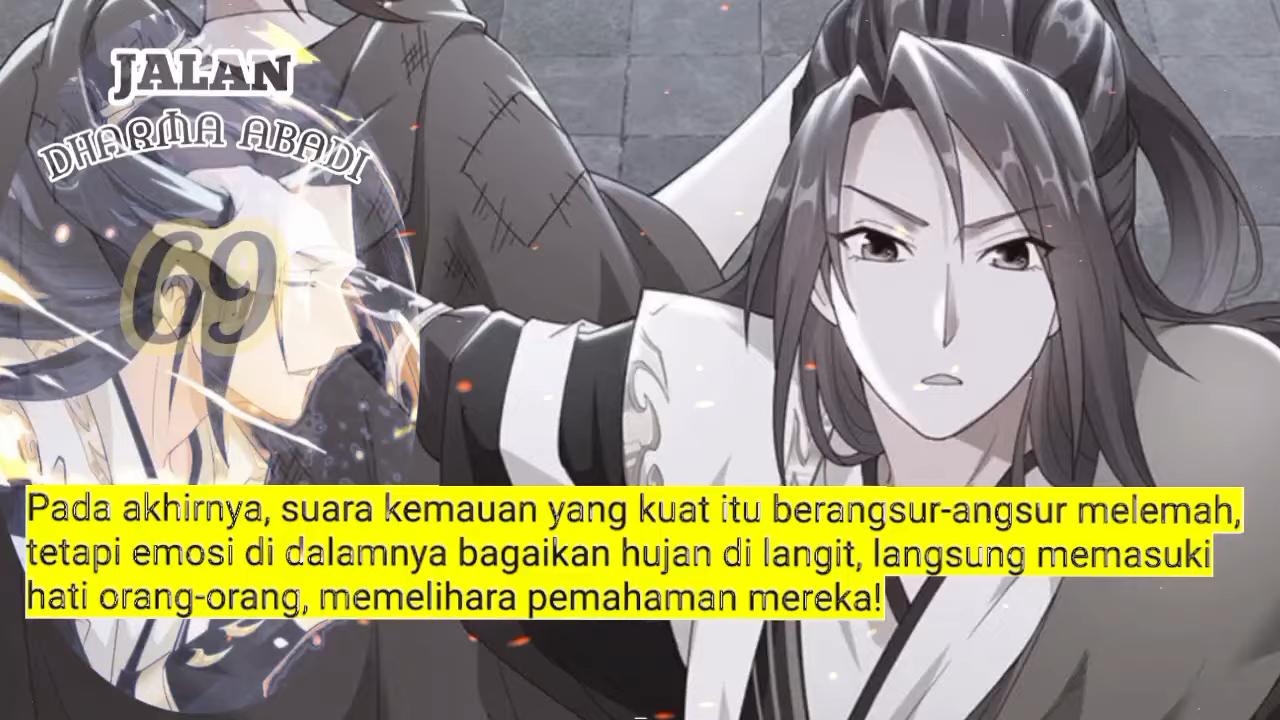 JALAN
DHARMA ABADI
69
Pada akhirnya, suara kemauan yang kuat itu berangsur-angsur melemah,
tetapi emosi di dalamnya bagaikan hujan di langit, langsung memasuki
hati orang-orang, memelihara pemahaman mereka!